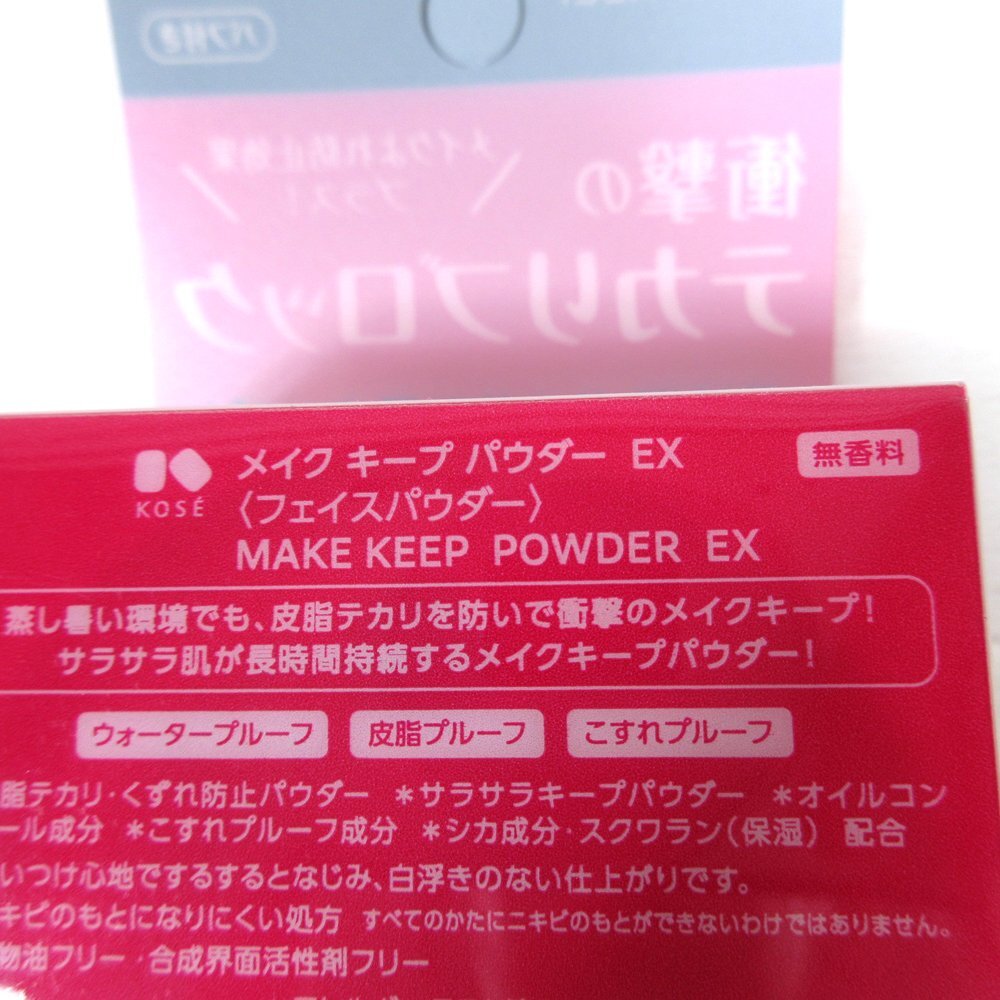 パフ付き
衝撃の
メイクよれ防止効果
プラス！
テカリブロック
KOSÉ
メイク キープ パウダー EX
無香料
〈フェイスパウダー〉
MAKE KEEP POWDER EX
蒸し暑い環境でも、皮脂テカリを防いで衝撃のメイクキープ！
サラサラ肌が長時間持続するメイクキープパウダー！
ウォータープルーフ 皮脂プルーフ こすれプルーフ
脂テカリ・くずれ防止パウダー ＊サラサラキープパウダー ＊オイルコン
ール成分 ＊こすれプルーフ成分 ＊シカ成分・スクワラン（保湿） 配合
いつけ心地でするするとなじみ、白浮きのない仕上がりです。
キビのもとになりにくい処方 すべてのかたにニキビのもとができないわけではありません。
物油フリー・合成界面活性剤フリー